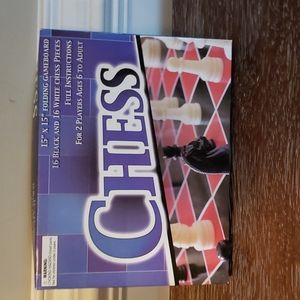 15" x 15" Folding Gameboard
16 Black and 16 White Chess Pieces
Full Instructions
For 2 Players Ages 6 to Adult
Chess
WARNING: